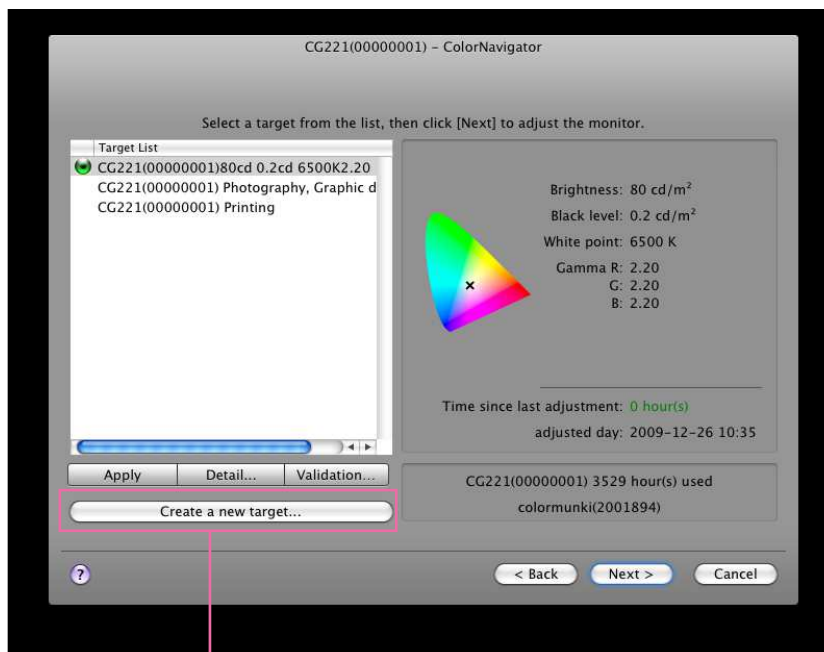 CG221(00000001) – ColorNavigator
Select a target from the list, then click [Next] to adjust the monitor.
Target List
CG221(00000001)80cd 0.2cd 6500K2.20
CG221(00000001) Photography, Graphic d
CG221(00000001) Printing
Apply
Detail...
Validation...
Create a new target...
Brightness: 80 cd/m²
Black level: 0.2 cd/m²
White point: 6500 K
Gamma R: 2.20
G: 2.20
B: 2.20
Time since last adjustment: 0 hour(s)
adjusted day: 2009-12-26 10:35
CG221(00000001) 3529 hour(s) used
colormunki(2001894)
?
< Back
Next >
Cancel